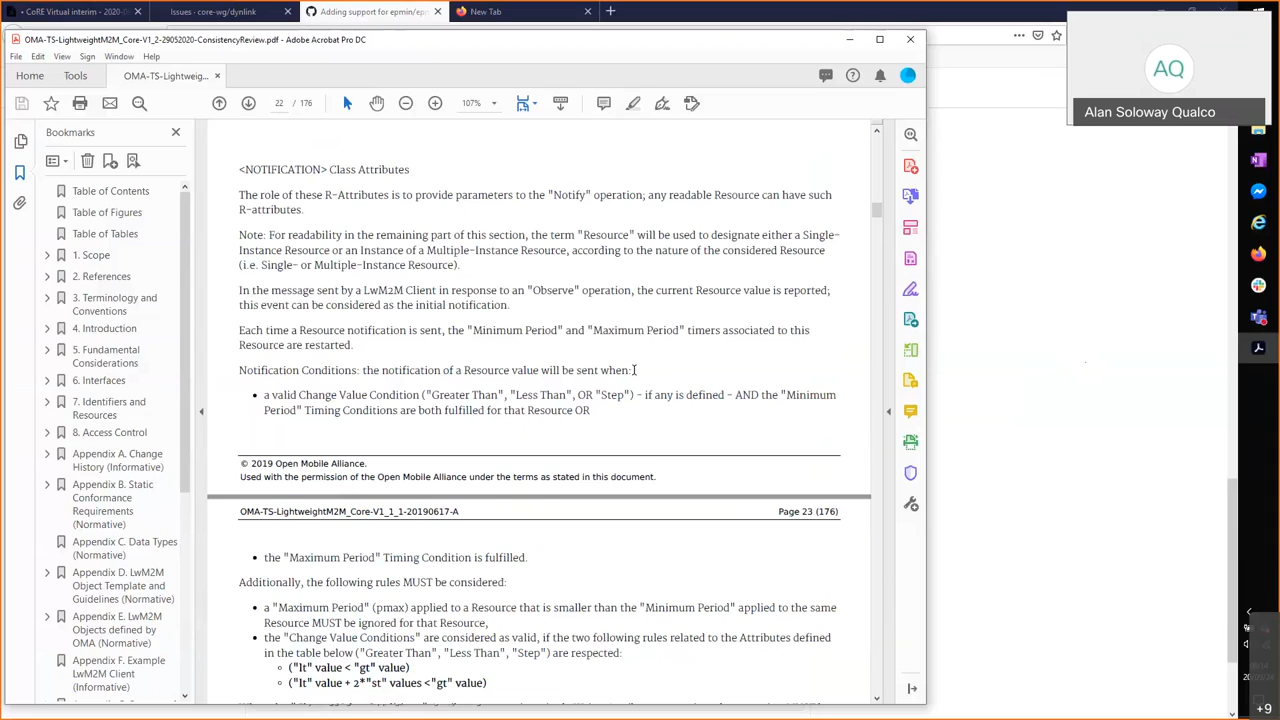 CoRE Virtual interim - 2020-0
Issues · core-wg/dynlink
Adding support for epmin/ep
New Tab
OMA-TS-LightweightM2M_Core-V1_2-29052020-ConsistencyReview.pdf - Adobe Acrobat Pro DC
File Edit View Sign Window Help
Home Tools OMA-TS-Lightweig...
22 / 176
107%
AQ
Alan Soloway Qualco
Bookmarks
Table of Contents
Table of Figures
Table of Tables
1. Scope
2. References
3. Terminology and
Conventions
4. Introduction
5. Fundamental
Considerations
6. Interfaces
7. Identifiers and
Resources
8. Access Control
Appendix A. Change
History (Informative)
Appendix B. Static
Conformance
Requirements
(Normative)
Appendix C. Data Types
(Normative)
Appendix D. LwM2M
Object Template and
Guidelines (Normative)
Appendix E. LwM2M
Objects defined by
OMA (Normative)
Appendix F. Example
LwM2M Client
(Informative)
<NOTIFICATION> Class Attributes
The role of these R-Attributes is to provide parameters to the "Notify" operation; any readable Resource can have such
R-attributes.
Note: For readability in the remaining part of this section, the term "Resource" will be used to designate either a Single-
Instance Resource or an Instance of a Multiple-Instance Resource, according to the nature of the considered Resource
(i.e. Single- or Multiple-Instance Resource).
In the message sent by a LwM2M Client in response to an "Observe" operation, the current Resource value is reported;
this event can be considered as the initial notification.
Each time a Resource notification is sent, the "Minimum Period" and "Maximum Period" timers associated to this
Resource are restarted.
Notification Conditions: the notification of a Resource value will be sent when:
• a valid Change Value Condition ("Greater Than", "Less Than", OR "Step") - if any is defined - AND the "Minimum
Period" Timing Conditions are both fulfilled for that Resource OR
© 2019 Open Mobile Alliance.
Used with the permission of the Open Mobile Alliance under the terms as stated in this document.
OMA-TS-LightweightM2M_Core-V1_1_1-20190617-A Page 23 (176)
• the "Maximum Period" Timing Condition is fulfilled.
Additionally, the following rules MUST be considered:
• a "Maximum Period" (pmax) applied to a Resource that is smaller than the "Minimum Period" applied to the same
Resource MUST be ignored for that Resource,
• the "Change Value Conditions" are considered as valid, if the two following rules related to the Attributes defined
in the table below ("Greater Than", "Less Than", "Step") are respected:
◦ ("lt" value < "gt" value)
◦ ("lt" value + 2*"st" values <"gt" value)
+9